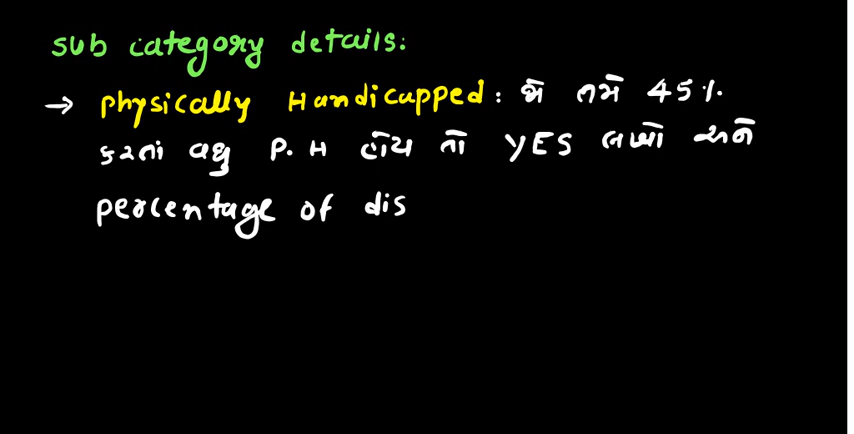 sub category details:
→ Physically Handicapped: જો તમે 45%
કરતાં વધુ P.H હોય તો YES લખો અને
percentage of dis